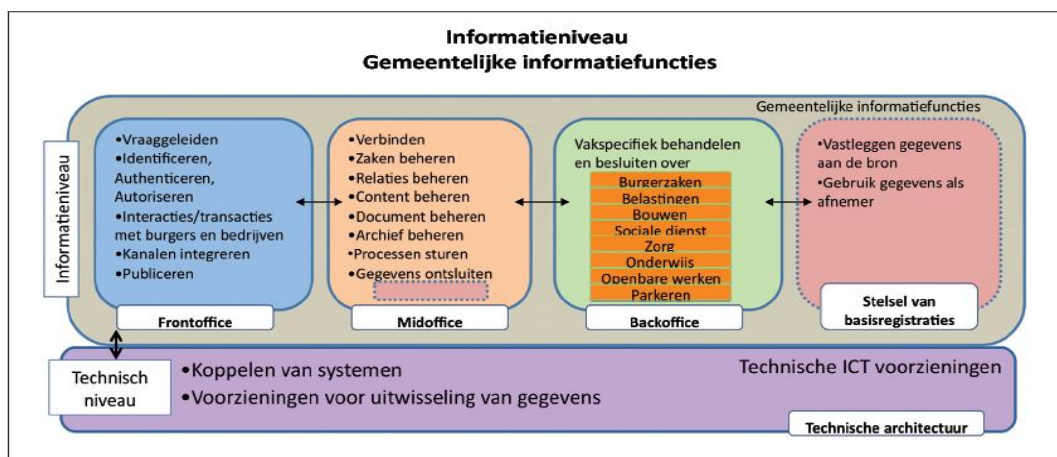 Informatieniveau
Gemeentelijke informatiefuncties
Gemeentelijke informatiefuncties
Informatieniveau
•Vraaggeleiden
•Identificeren,
Authenticeren,
Autoriseren
•Interacties/transacties
met burgers en bedrijven
•Kanalen integreren
•Publiceren
Frontoffice
•Verbinden
•Zaken beheren
•Relaties beheren
•Content beheren
•Document beheren
•Archief beheren
•Processen sturen
•Gegevens ontsluiten
Midoffice
Vakspecifiek behandelen
en besluiten over
Burgerzaken
Belastingen
Bouwen
Sociale dienst
Zorg
Onderwijs
Openbare werken
Parkeren
Backoffice
•Vastleggen gegevens
aan de bron
•Gebruik gegevens als
afnemer
Stelsel van
basisregistraties
Technisch
niveau
•Koppelen van systemen
•Voorzieningen voor uitwisseling van gegevens
Technische ICT voorzieningen
Technische architectuur